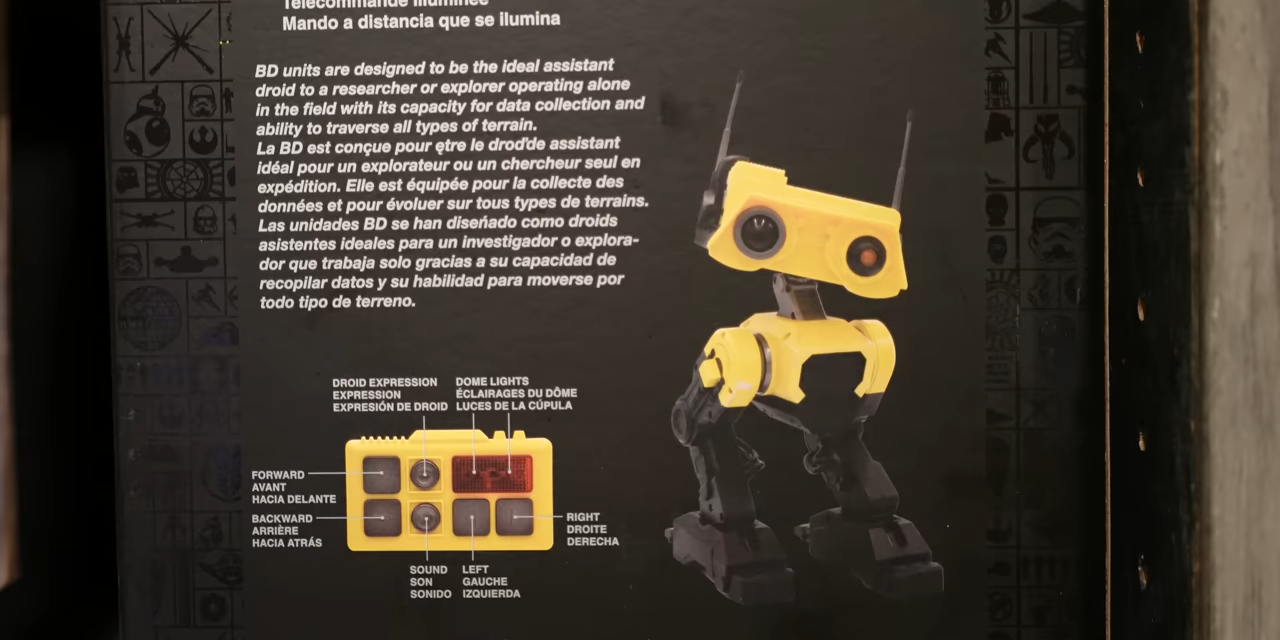 Télécommande illuminée
Mando a distancia que se ilumina
BD units are designed to be the ideal assistant
droid to a researcher or explorer operating alone
in the field with its capacity for data collection and
ability to traverse all types of terrain.
La BD est conçue pour ętre le drod'de assistant
idéal pour un explorateur ou un chercheur seul en
expédition. Elle est équipée pour la collecte des
données et pour évoluer sur tous types de terrains.
Las unidades BD se han diseńado como droids
asistentes ideales para un investigador o explora-
dor que trabaja solo gracias a su capacidad de
recopilar datos y su habilidad para moverse por
todo tipo de terreno.
DROID EXPRESSION
EXPRESSION
EXPRESIÓN DE DROID
DOME LIGHTS
ÉCLAIRAGES DU DÔME
LUCES DE LA CÚPULA
FORWARD
AVANT
HACIA DELANTE
BACKWARD
ARRIÈRE
HACIA ATRÁS
RIGHT
DROITE
DERECHA
SOUND
SON
SONIDO
LEFT
GAUCHE
IZQUIERDA